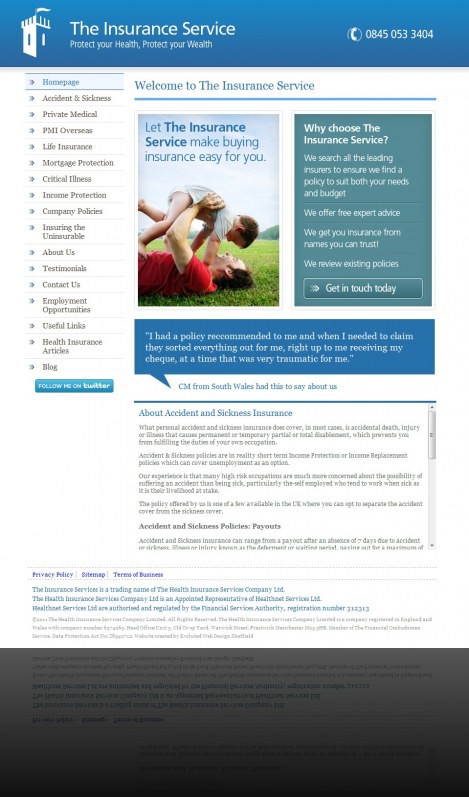 The Insurance Service
Protect your Health, Protect your Wealth
0845 053 3404
Homepage
Accident & Sickness
Private Medical
PMI Overseas
Life Insurance
Mortgage Protection
Critical Illness
Income Protection
Company Policies
Insuring the
Uninsurable
About Us
Testimonials
Contact Us
Employment
Opportunities
Useful Links
Health Insurance
Articles
Blog
FOLLOW ME ON twitter
Welcome to The Insurance Service
Let The Insurance
Service make buying
insurance easy for you.
Why choose The
Insurance Service?
We search all the leading
insurers to ensure we find a
policy to suit both your needs
and budget
We offer free expert advice
We get you insurance from
names you can trust!
We review existing policies
Get in touch today
"I had a policy reccommended to me and when I needed to claim
they sorted everything out for me, right up to me receiving my
cheque, at a time that was very traumatic for me."
CM from South Wales had this to say about us
About Accident and Sickness Insurance
What personal accident and sickness insurance does cover, in most cases, is accidental death, injury
or illness that causes permanent or temporary partial or total disablement, which prevents you
from fulfilling the duties of your own occupation.
Accident & Sickness policies are in reality short term Income Protection or Income Replacement
policies which can cover unemployment as an option.
Our experience is that many high risk occupations are much more concerned about the possibility of
suffering an accident than being sick, particularly the self employed who tend to work when sick as
it is their livelihood at stake.
The policy offered by us is one of a few available in the UK where you can opt to separate the accident
cover from the sickness cover.
Accident and Sickness Policies: Payouts
Accident and Sickness insurance can range from a payout after an absence of 7 days due to accident
or sickness, illness or injury known as the deferment or waiting period, paying out for a maximum of
Privacy Policy | Sitemap | Terms of Business
The Insurance Services is a trading name of The Health Insurance Services Company Ltd.
The Health Insurance Services Company Ltd is an Appointed Representative of Healthnet Services Ltd.
Healthnet Services Ltd are authorised and regulated by the Financial Services Authority, registration number 312313
©2011 The Health Insurance Services Company Limited. All Rights Reserved. The Health Insurance Services Company Limited is a company registered in England and
Wales with company number Head Office Unit 3, Old Crop Yard, Warwick Street, Prestwich Manchester M25 Member of The Financial Ombudsman
Service. Data Protection Act No Website created by Evolved Web Design Sheffield